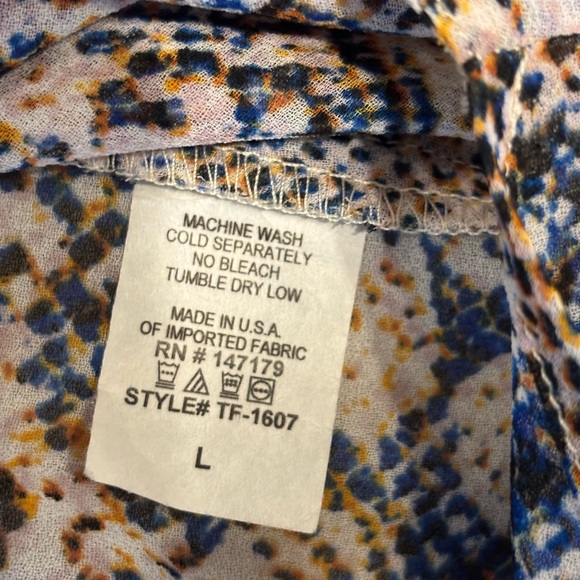 MACHINE WASH
COLD SEPARATELY
NO BLEACH
TUMBLE DRY LOW
MADE IN U.S.A.
OF IMPORTED FABRIC
RN # 147179
STYLE# TF-1607
L